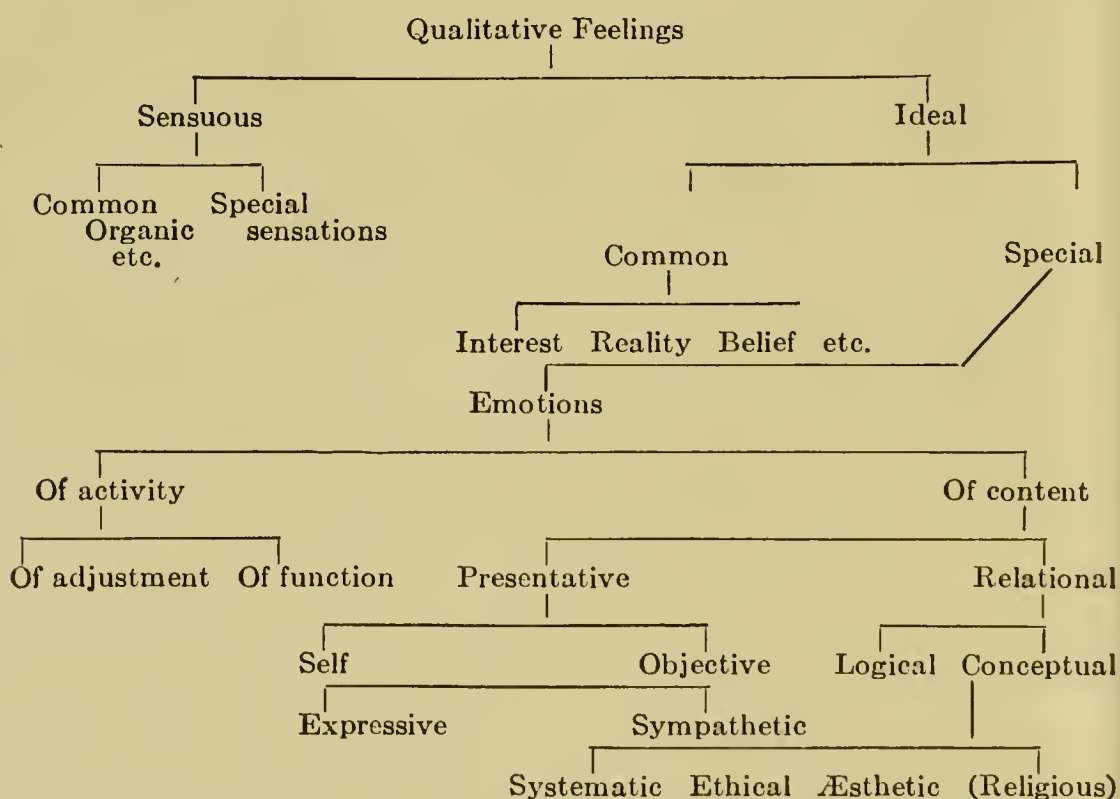 Qualitative Feelings
Sensuous Ideal
Common Special
Organic sensations
etc.
Common Special
Interest Reality Belief etc.
Emotions
Of activity Of content
Of adjustment Of function Presentative Relational
Self Objective Logical Conceptual
Expressive Sympathetic
Systematic Ethical Æsthetic (Religious)